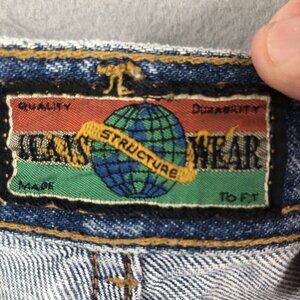 QUALITY DURABILITY
JEANS WEAR
STRUCTURE
MADE TO FIT